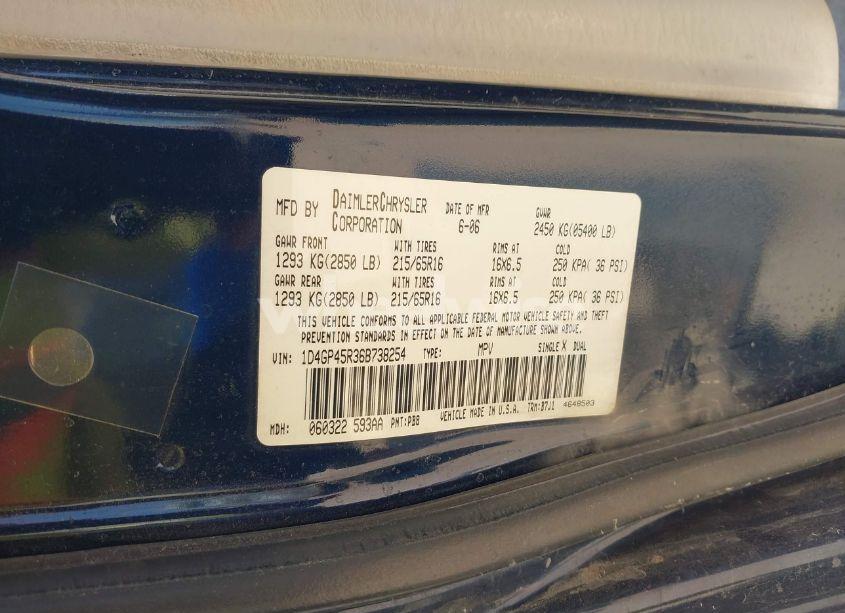 MFD BY DAIMLERCHRYSLER CORPORATION DATE OF MFR 6-06 GVWR 2450 KG(05400 LB)
GAWR FRONT WITH TIRES RIMS AT COLD
1293 KG(2850 LB) 215/65R16 16X6.5 250 KPA( 36 PSI)
GAWR REAR WITH TIRES RIMS AT COLD
1293 KG(2850 LB) 215/65R16 16X6.5 250 KPA( 36 PSI)
THIS VEHICLE CONFORMS TO ALL APPLICABLE FEDERAL MOTOR VEHICLE SAFETY AND THEFT
PREVENTION STANDARDS IN EFFECT ON THE DATE OF MANUFACTURE SHOWN ABOVE.
VIN: 1D4GP45R36B738254 TYPE: MPV SINGLE X DUAL
MDH: 060322 593AA PNT:PB8 VEHICLE MADE IN U.S.A. TRM:B7J1 4648503